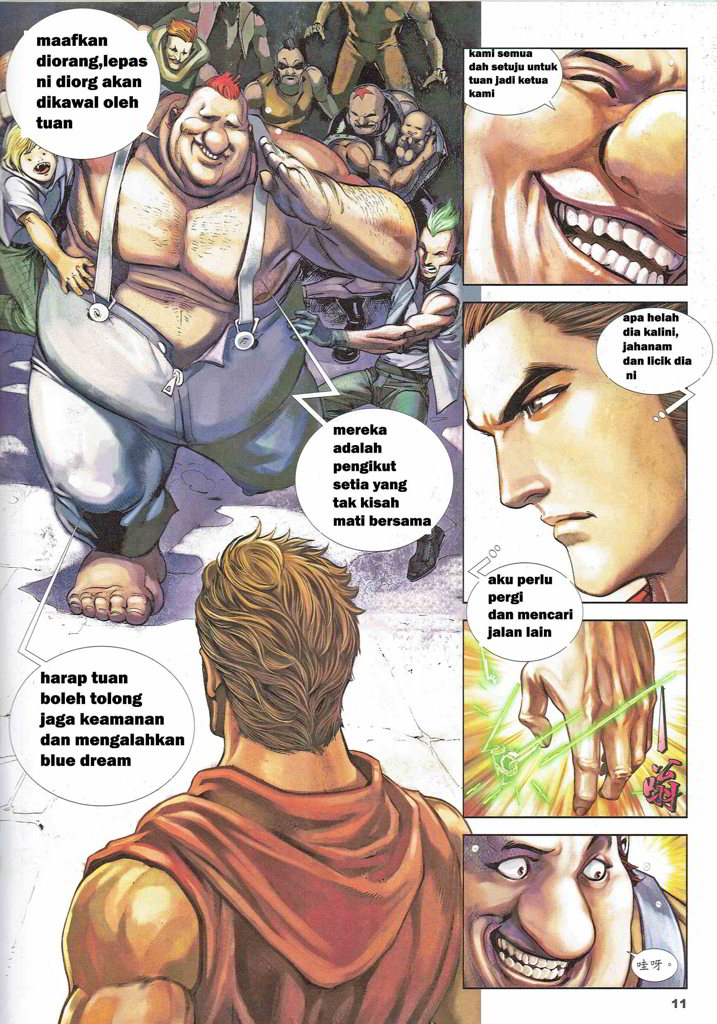 maafkan
diorang,lepas
ni diorg akan
dikawal oleh
tuan
mereka
adalah
pengikut
setia yang
tak kisah
mati bersama
harap tuan
boleh tolong
jaga keamanan
dan mengalahkan
blue dream
kami semua
dah setuju untuk
tuan jadi ketua
kami
apa helah
dia kalini,
jahanam
dan licik dia
ni
aku perlu
pergi
dan mencari
jalan lain
嗡
哇呀。
11